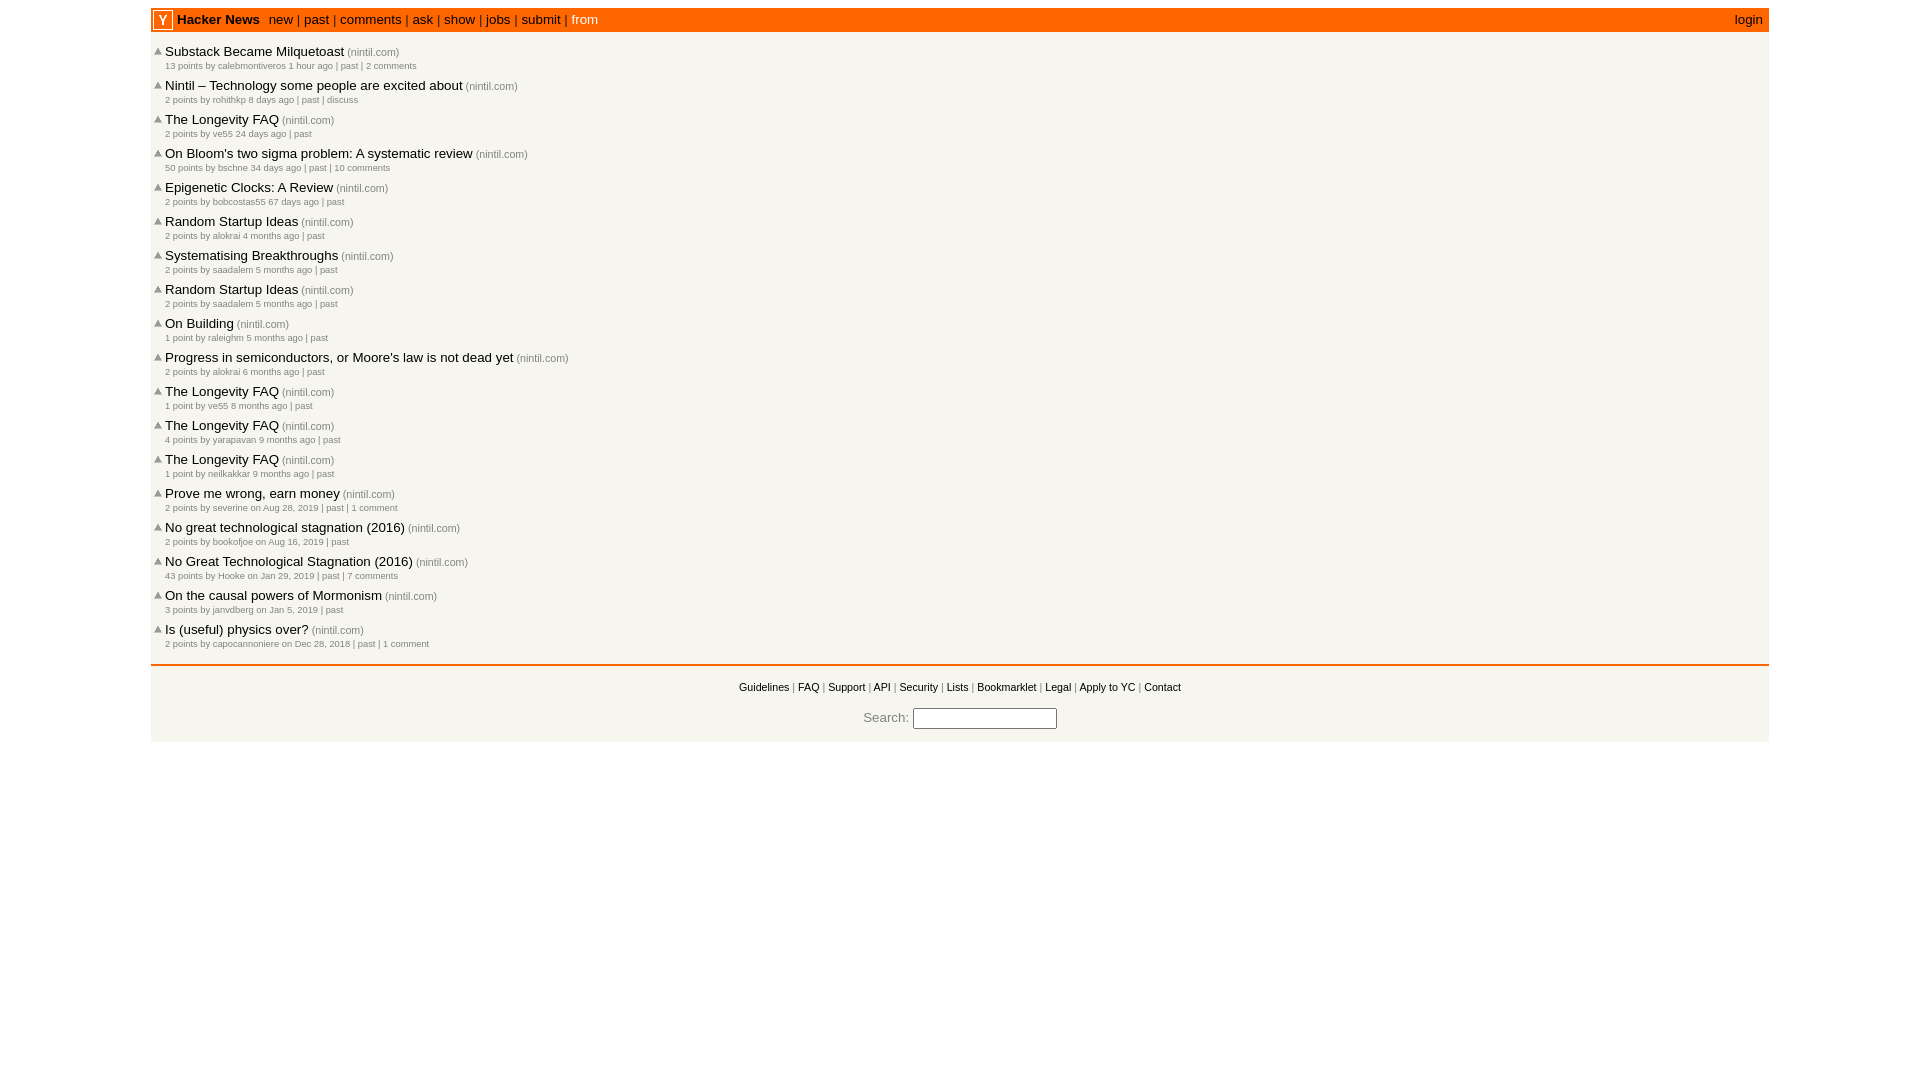 Y Hacker News new | past | comments | ask | show | jobs | submit | from login
Substack Became Milquetoast (nintil.com)
13 points by calebmontiveros 1 hour ago | past | 2 comments
Nintil – Technology some people are excited about (nintil.com)
2 points by rohithkp 8 days ago | past | discuss
The Longevity FAQ (nintil.com)
2 points by ve55 24 days ago | past
On Bloom's two sigma problem: A systematic review (nintil.com)
50 points by bschne 34 days ago | past | 10 comments
Epigenetic Clocks: A Review (nintil.com)
2 points by bobcostas55 67 days ago | past
Random Startup Ideas (nintil.com)
2 points by alokrai 4 months ago | past
Systematising Breakthroughs (nintil.com)
2 points by saadalem 5 months ago | past
Random Startup Ideas (nintil.com)
2 points by saadalem 5 months ago | past
On Building (nintil.com)
1 point by raleighm 5 months ago | past
Progress in semiconductors, or Moore's law is not dead yet (nintil.com)
2 points by alokrai 6 months ago | past
The Longevity FAQ (nintil.com)
1 point by ve55 8 months ago | past
The Longevity FAQ (nintil.com)
4 points by yarapavan 9 months ago | past
The Longevity FAQ (nintil.com)
1 point by neilkakkar 9 months ago | past
Prove me wrong, earn money (nintil.com)
2 points by severine on Aug 28, 2019 | past | 1 comment
No great technological stagnation (2016) (nintil.com)
2 points by bookofjoe on Aug 16, 2019 | past
No Great Technological Stagnation (2016) (nintil.com)
43 points by Hooke on Jan 29, 2019 | past | 7 comments
On the causal powers of Mormonism (nintil.com)
3 points by janvdberg on Jan 5, 2019 | past
Is (useful) physics over? (nintil.com)
2 points by capocannoniere on Dec 28, 2018 | past | 1 comment
Guidelines | FAQ | Support | API | Security | Lists | Bookmarklet | Legal | Apply to YC | Contact
Search: